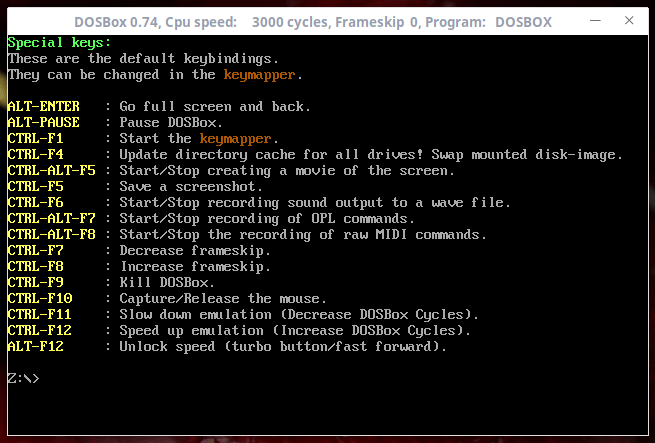 DOSBox 0.74, Cpu speed: 3000 cycles, Frameskip 0, Program: DOSBOX
Special keys:
These are the default keybindings.
They can be changed in the keymapper.
ALT-ENTER : Go full screen and back.
ALT-PAUSE : Pause DOSBox.
CTRL-F1 : Start the keymapper.
CTRL-F4 : Update directory cache for all drives! Swap mounted disk-image.
CTRL-ALT-F5 : Start/Stop creating a movie of the screen.
CTRL-F5 : Save a screenshot.
CTRL-F6 : Start/Stop recording sound output to a wave file.
CTRL-ALT-F7 : Start/Stop recording of OPL commands.
CTRL-ALT-F8 : Start/Stop the recording of raw MIDI commands.
CTRL-F7 : Decrease frameskip.
CTRL-F8 : Increase frameskip.
CTRL-F9 : Kill DOSBox.
CTRL-F10 : Capture/Release the mouse.
CTRL-F11 : Slow down emulation (Decrease DOSBox Cycles).
CTRL-F12 : Speed up emulation (Increase DOSBox Cycles).
ALT-F12 : Unlock speed (turbo button/fast forward).
Z:\>